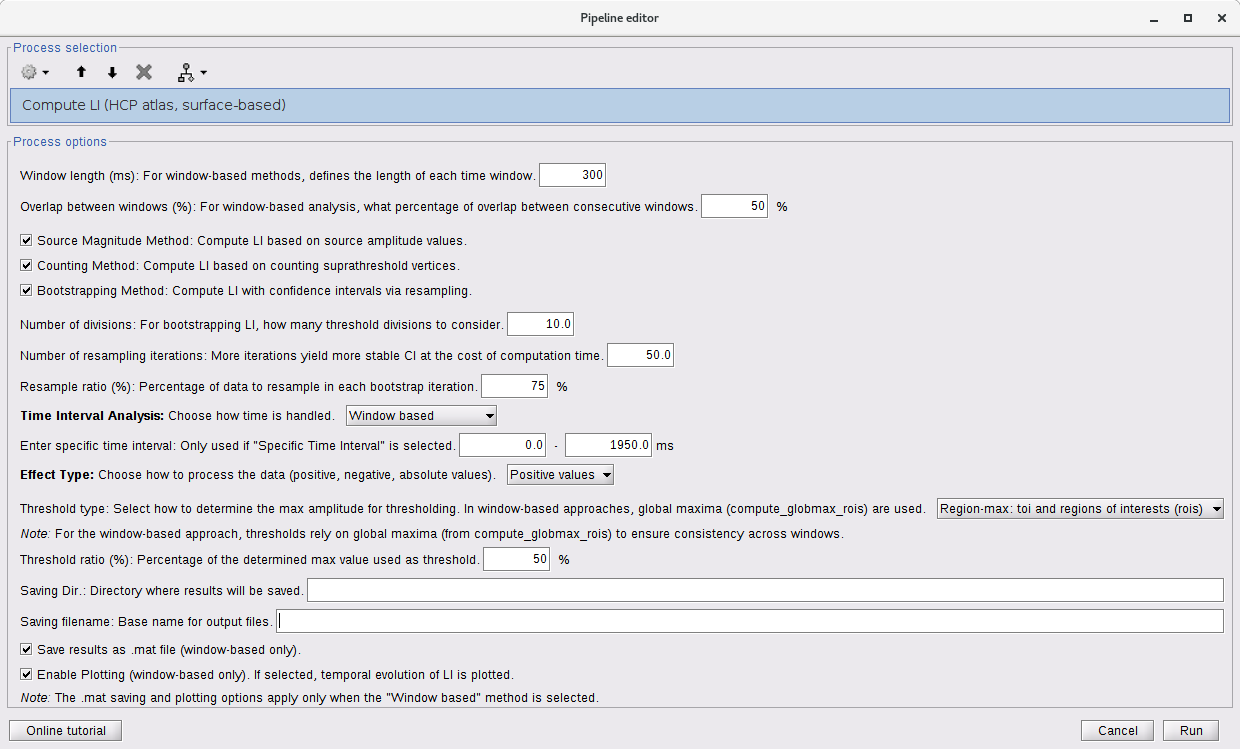 Pipeline editor
Process selection
Compute LI (HCP atlas, surface-based)
Process options
Window length (ms): For window-based methods, defines the length of each time window. 300
Overlap between windows (%): For window-based analysis, what percentage of overlap between consecutive windows. 50 %
Source Magnitude Method: Compute LI based on source amplitude values.
Counting Method: Compute LI based on counting suprathreshold vertices.
Bootstrapping Method: Compute LI with confidence intervals via resampling.
Number of divisions: For bootstrapping LI, how many threshold divisions to consider. 10.0
Number of resampling iterations: More iterations yield more stable CI at the cost of computation time. 50.0
Resample ratio (%): Percentage of data to resample in each bootstrap iteration. 75 %
Time Interval Analysis: Choose how time is handled. Window based
Enter specific time interval: Only used if "Specific Time Interval" is selected. 0.0 - 1950.0 ms
Effect Type: Choose how to process the data (positive, negative, absolute values). Positive values
Threshold type: Select how to determine the max amplitude for thresholding. In window-based approaches, global maxima (compute_globmax_rois) are used. Region-max: toi and regions of interests (rois)
Note: For the window-based approach, thresholds rely on global maxima (from compute_globmax_rois) to ensure consistency across windows.
Threshold ratio (%): Percentage of the determined max value used as threshold. 50 %
Saving Dir.: Directory where results will be saved.
Saving filename: Base name for output files.
Save results as .mat file (window-based only).
Enable Plotting (window-based only). If selected, temporal evolution of LI is plotted.
Note: The .mat saving and plotting options apply only when the "Window based" method is selected.
Online tutorial Cancel Run